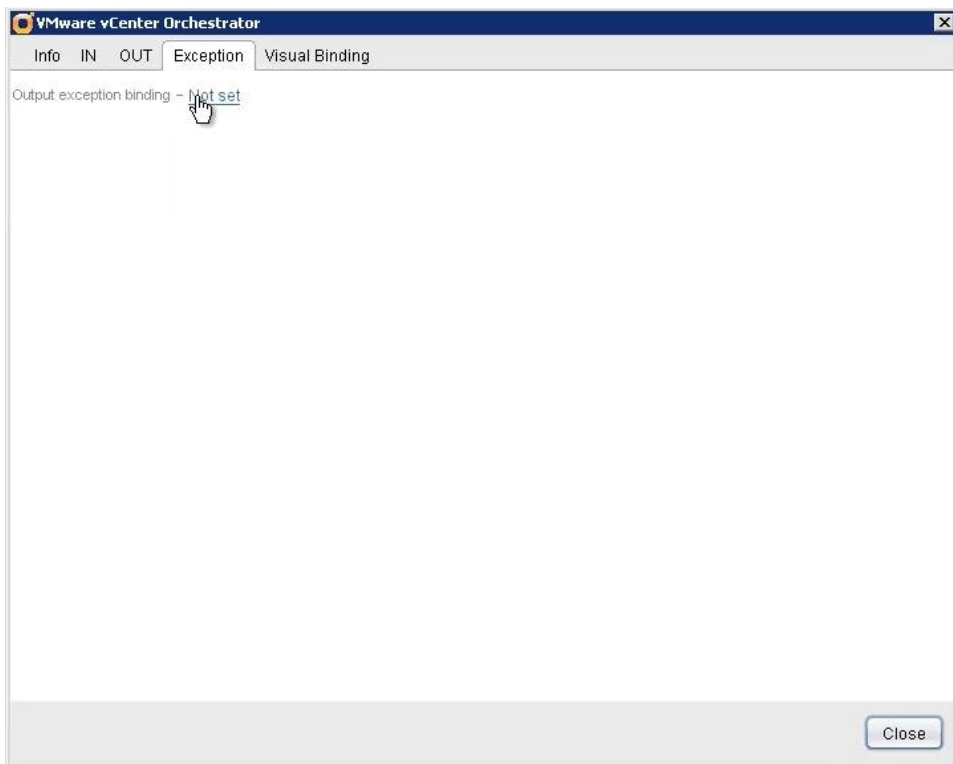 VMware vCenter Orchestrator
Info IN OUT Exception Visual Binding
Output exception binding - Not set
Close